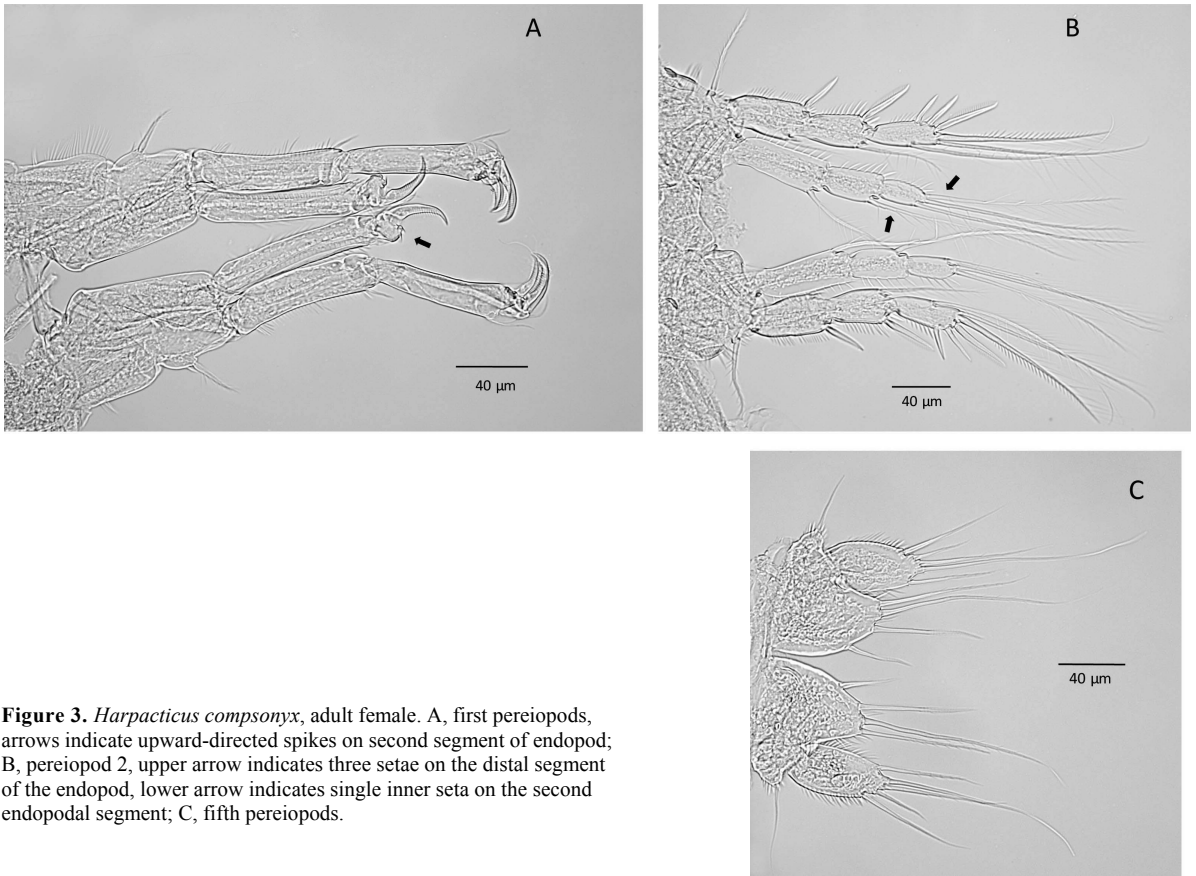 A
B
40 µm
40 µm
C
40 µm
Figure 3. Harpacticus compsonyx, adult female. A, first pereiopods,
arrows indicate upward-directed spikes on second segment of endopod;
B, pereiopod 2, upper arrow indicates three setae on the distal segment
of the endopod, lower arrow indicates single inner seta on the second
endopodal segment; C, fifth pereiopods.